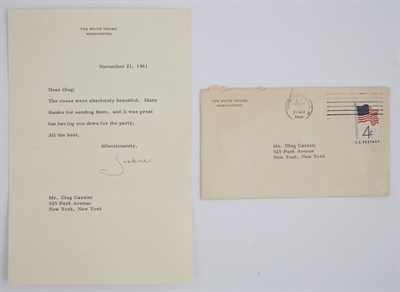 THE WHITE HOUSE
WASHINGTON
November 21, 1961
Dear Oleg:
The roses were absolutely beautiful. Many
thanks for sending them, and it was great
fun having you down for the party.
All the best,
Affectionately,
Jackie
Mr. Oleg Cassini
525 Park Avenue
New York, New York
THE WHITE HOUSE
WASHINGTON
1961
4¢
U.S. POSTAGE
Mr. Oleg Cassini
525 Park Avenue
New York, New York